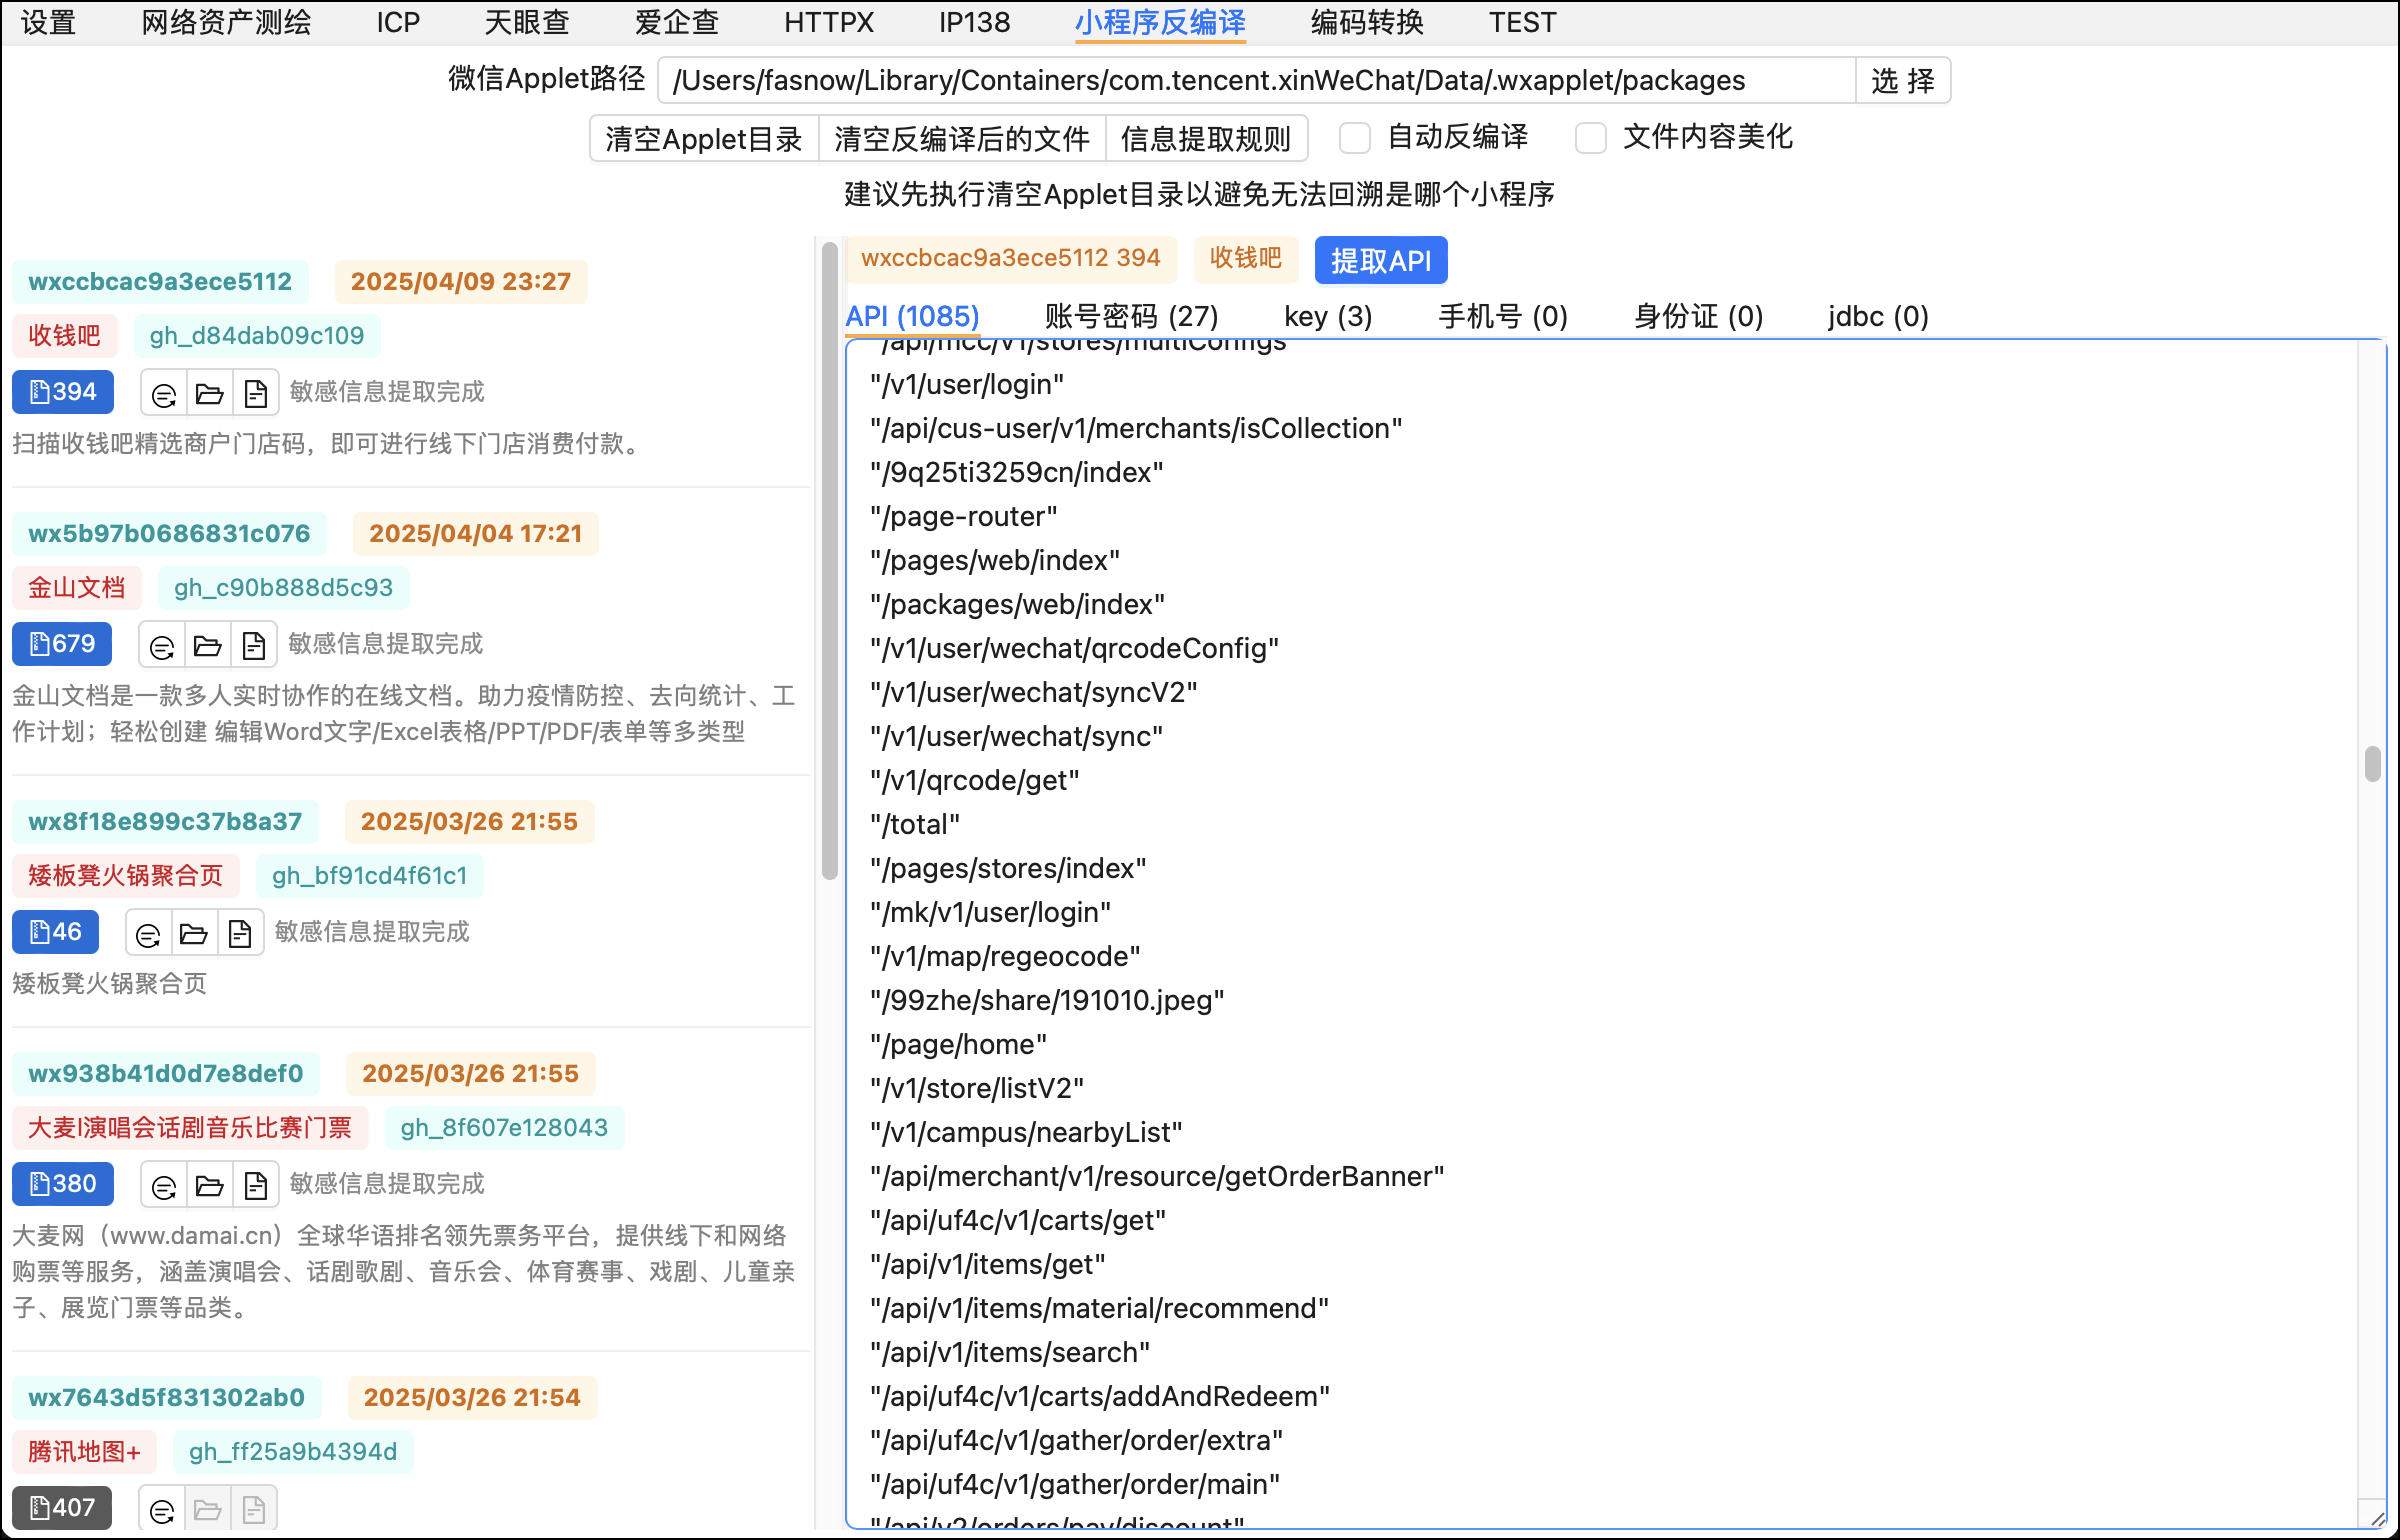 设置 网络资产测绘 ICP 天眼查 爱企查 HTTPX IP138 小程序反编译 编码转换 TEST
微信Applet路径 /Users/fasnow/Library/Containers/com.tencent.xinWeChat/Data/.wxapplet/packages 选 择
清空Applet目录 清空反编译后的文件 信息提取规则 自动反编译 文件内容美化
建议先执行清空Applet目录以避免无法回溯是哪个小程序
wxccbcac9a3ece5112 2025/04/09 23:27
收钱吧 gh_d84dab09c109
394 敏感信息提取完成
扫描收钱吧精选商户门店码，即可进行线下门店消费付款。
wx5b97b0686831c076 2025/04/04 17:21
金山文档 gh_c90b888d5c93
679 敏感信息提取完成
金山文档是一款多人实时协作的在线文档。助力疫情防控、去向统计、工
作计划；轻松创建 编辑Word文字/Excel表格/PPT/PDF/表单等多类型
wx8f18e899c37b8a37 2025/03/26 21:55
矮板凳火锅聚合页 gh_bf91cd4f61c1
46 敏感信息提取完成
矮板凳火锅聚合页
wx938b41d0d7e8def0 2025/03/26 21:55
大麦l演唱会话剧音乐比赛门票 gh_8f607e128043
380 敏感信息提取完成
大麦网（www.damai.cn）全球华语排名领先票务平台，提供线下和网络
购票等服务，涵盖演唱会、话剧歌剧、音乐会、体育赛事、戏剧、儿童亲
子、展览门票等品类。
wx7643d5f831302ab0 2025/03/26 21:54
腾讯地图+ gh_ff25a9b4394d
407
wxccbcac9a3ece5112 394 收钱吧 提取API
API (1085) 账号密码 (27) key (3) 手机号 (0) 身份证 (0) jdbc (0)
"/api/mcc/v1/stores/multiConfigs"
"/v1/user/login"
"/api/cus-user/v1/merchants/isCollection"
"/9q25ti3259cn/index"
"/page-router"
"/pages/web/index"
"/packages/web/index"
"/v1/user/wechat/qrcodeConfig"
"/v1/user/wechat/syncV2"
"/v1/user/wechat/sync"
"/v1/qrcode/get"
"/total"
"/pages/stores/index"
"/mk/v1/user/login"
"/v1/map/regeocode"
"/99zhe/share/191010.jpeg"
"/page/home"
"/v1/store/listV2"
"/v1/campus/nearbyList"
"/api/merchant/v1/resource/getOrderBanner"
"/api/uf4c/v1/carts/get"
"/api/v1/items/get"
"/api/v1/items/material/recommend"
"/api/v1/items/search"
"/api/uf4c/v1/carts/addAndRedeem"
"/api/uf4c/v1/gather/order/extra"
"/api/uf4c/v1/gather/order/main"
"/api/v2/orders/pay/discount"